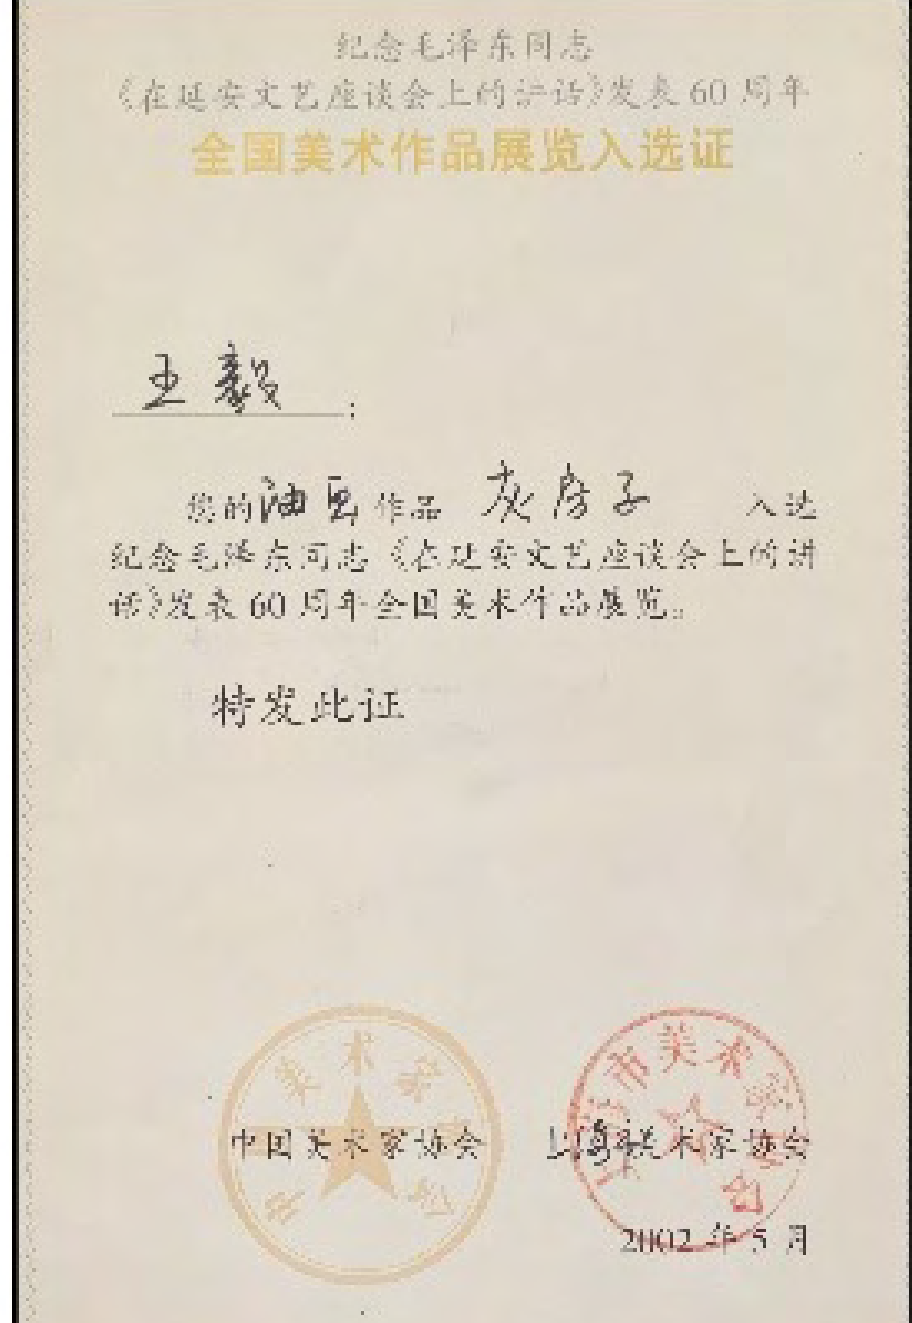 纪念毛泽东同志
《在延安文艺座谈会上的讲话》发表60周年
全国美术作品展览入选证
王毅：
您的油画作品 灰房子 入选
纪念毛泽东同志《在延安文艺座谈会上的讲
话》发表60周年全国美术作品展览。
特发此证
中国美术家协会 上海市美术家协会
2002年5月